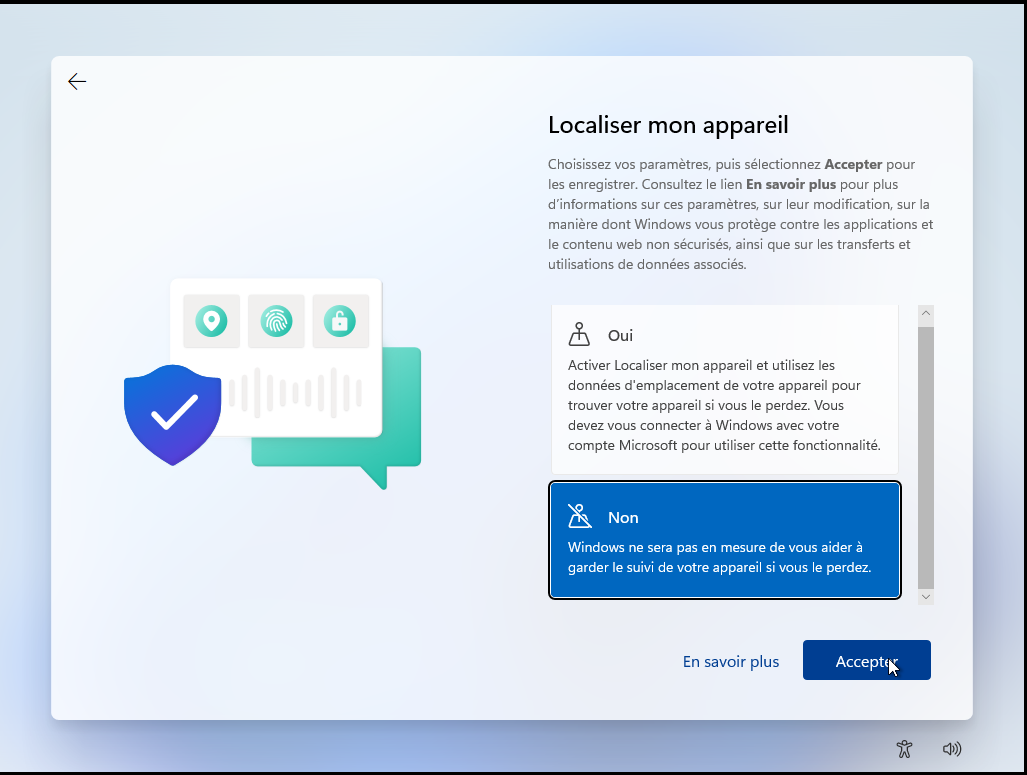 Localiser mon appareil
Choisissez vos paramètres, puis sélectionnez Accepter pour
les enregistrer. Consultez le lien En savoir plus pour plus
d’informations sur ces paramètres, sur leur modification, sur la
manière dont Windows vous protège contre les applications et
le contenu web non sécurisés, ainsi que sur les transferts et
utilisations de données associés.
Oui
Activer Localiser mon appareil et utilisez les
données d'emplacement de votre appareil pour
trouver votre appareil si vous le perdez. Vous
devez vous connecter à Windows avec votre
compte Microsoft pour utiliser cette fonctionnalité.
Non
Windows ne sera pas en mesure de vous aider à
garder le suivi de votre appareil si vous le perdez.
En savoir plus
Accepter